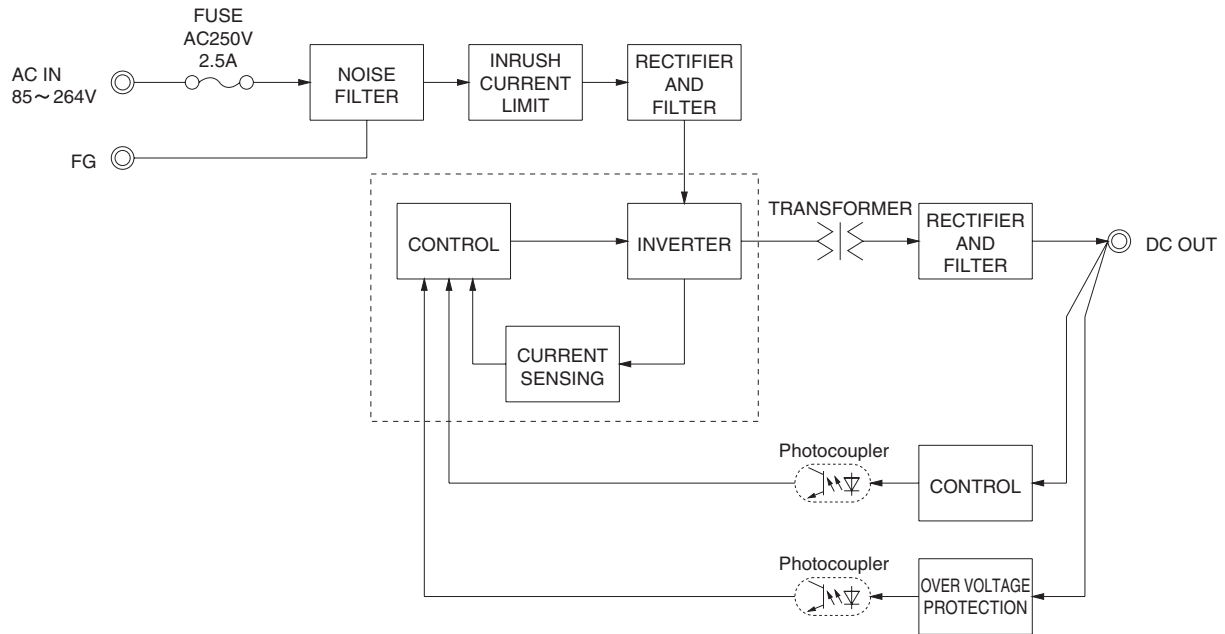 FUSE
AC250V
2.5A
AC IN
85～264V
FG
NOISE
FILTER
INRUSH
CURRENT
LIMIT
RECTIFIER
AND
FILTER
CONTROL
INVERTER
TRANSFORMER
RECTIFIER
AND
FILTER
DC OUT
CURRENT
SENSING
Photocoupler
CONTROL
Photocoupler
OVER VOLTAGE
PROTECTION